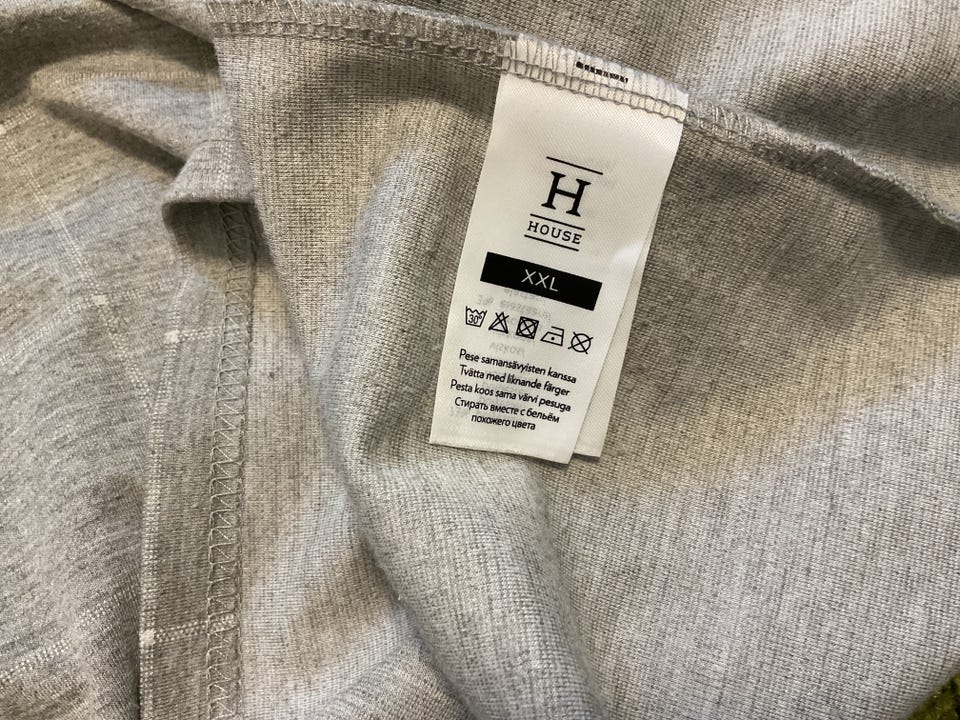 H
HOUSE
XXL
30°
Pese samansävyisten kanssa
Tvätta med liknande färger
Pesta koos sama värvi pesuga
Стирать вместе с бельём
похожего цвета